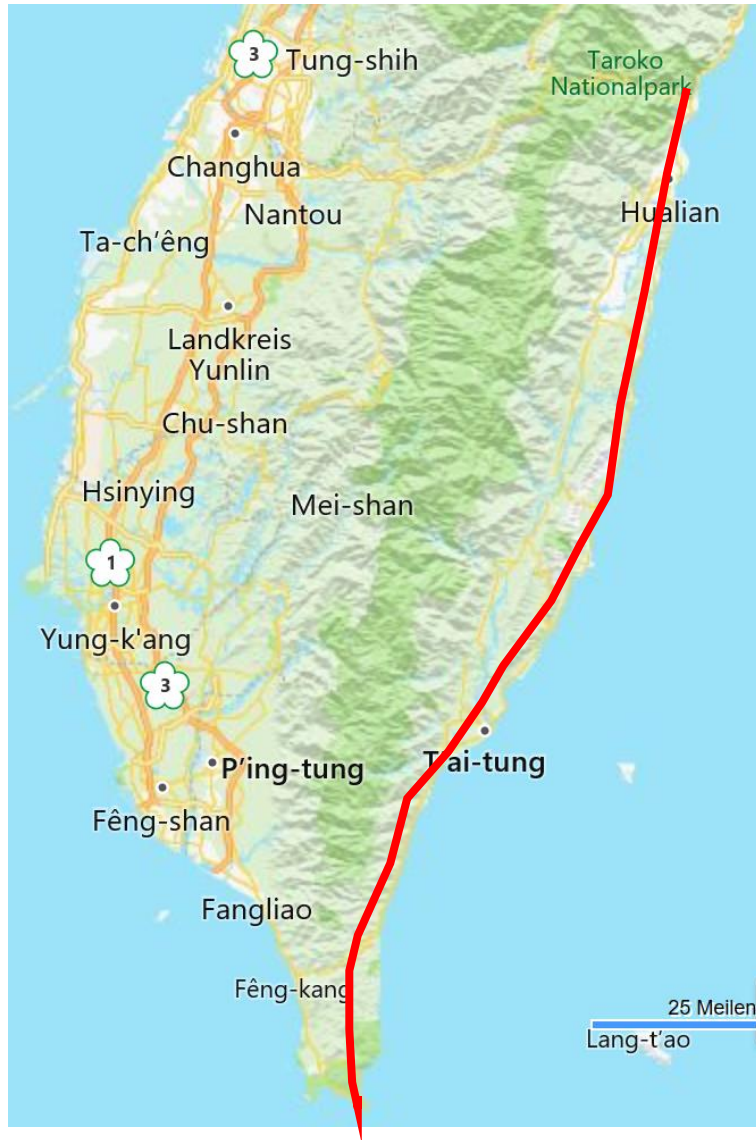 3
Tung-shih
Taroko
Nationalpark
Changhua
Nantou
Hualian
Ta-ch'êng
Landkreis
Yunlin
Chu-shan
Hsinying
Mei-shan
1
Yung-k'ang
3
T'ai-tung
P'ing-tung
Fêng-shan
Fangliao
Fêng-kang
25 Meilen
Lang-t'ao